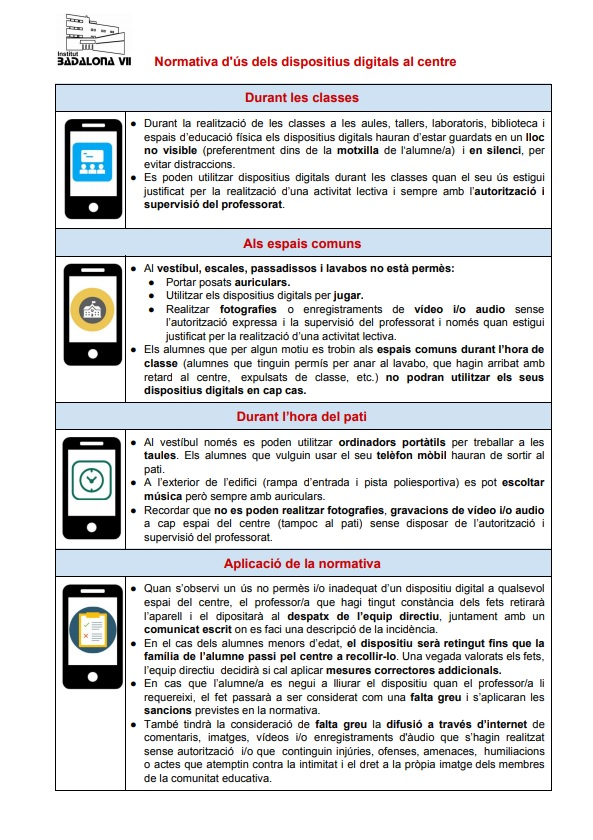 Institut
BADALONA VII
Normativa d'ús dels dispositius digitals al centre
Durant les classes
● Durant la realització de les classes a les aules, tallers, laboratoris, biblioteca i
espais d’educació física els dispositius digitals hauran d’estar guardats en un lloc
no visible (preferentment dins de la motxilla de l‘alumne/a) i en silenci, per
evitar distraccions.
● Es poden utilitzar dispositius digitals durant les classes quan el seu ús estigui
justificat per la realització d’una activitat lectiva i sempre amb l’autorització i
supervisió del professorat.
Als espais comuns
● Al vestíbul, escales, passadissos i lavabos no està permès:
● Portar posats auriculars.
● Utilitzar els dispositius digitals per jugar.
● Realitzar fotografies o enregistraments de vídeo i/o audio sense
l’autorització expressa i la supervisió del professorat i només quan estigui
justificat per la realització d’una activitat lectiva.
● Els alumnes que per algun motiu es trobin als espais comuns durant l’hora de
classe (alumnes que tinguin permís per anar al lavabo, que hagin arribat amb
retard al centre, expulsats de classe, etc.) no podran utilitzar els seus
dispositius digitals en cap cas.
Durant l’hora del pati
● Al vestíbul només es poden utilitzar ordinadors portàtils per treballar a les
taules. Els alumnes que vulguin usar el seu telèfon mòbil hauran de sortir al
pati.
● A l’exterior de l’edifici (rampa d’entrada i pista poliesportiva) es pot escoltar
música però sempre amb auriculars.
● Recordar que no es poden realitzar fotografies, gravacions de vídeo i/o audio
a cap espai del centre (tampoc al pati) sense disposar de l’autorització i
supervisió del professorat.
Aplicació de la normativa
● Quan s’observi un ús no permès i/o inadequat d’un dispositiu digital a qualsevol
espai del centre, el professor/a que hagi tingut constància dels fets retirarà
l’aparell i el dipositarà al despatx de l’equip directiu, juntament amb un
comunicat escrit on es faci una descripció de la incidència.
● En el cas dels alumnes menors d’edat, el dispositiu serà retingut fins que la
família de l’alumne passi pel centre a recollir-lo. Una vegada valorats els fets,
l’equip directiu decidirà si cal aplicar mesures correctores addicionals.
● En cas que l’alumne/a es negui a lliurar el dispositiu quan el professor/a li
requereixi, el fet passarà a ser considerat com una falta greu i s’aplicaran les
sancions previstes en la normativa.
● També tindrà la consideració de falta greu la difusió a través d’internet de
comentaris, imatges, vídeos i/o enregistraments d'àudio que s’hagin realitzat
sense autorització i/o que continguin injúries, ofenses, amenaces, humiliacions
o actes que atemptin contra la intimitat i el dret a la pròpia imatge dels membres
de la comunitat educativa.